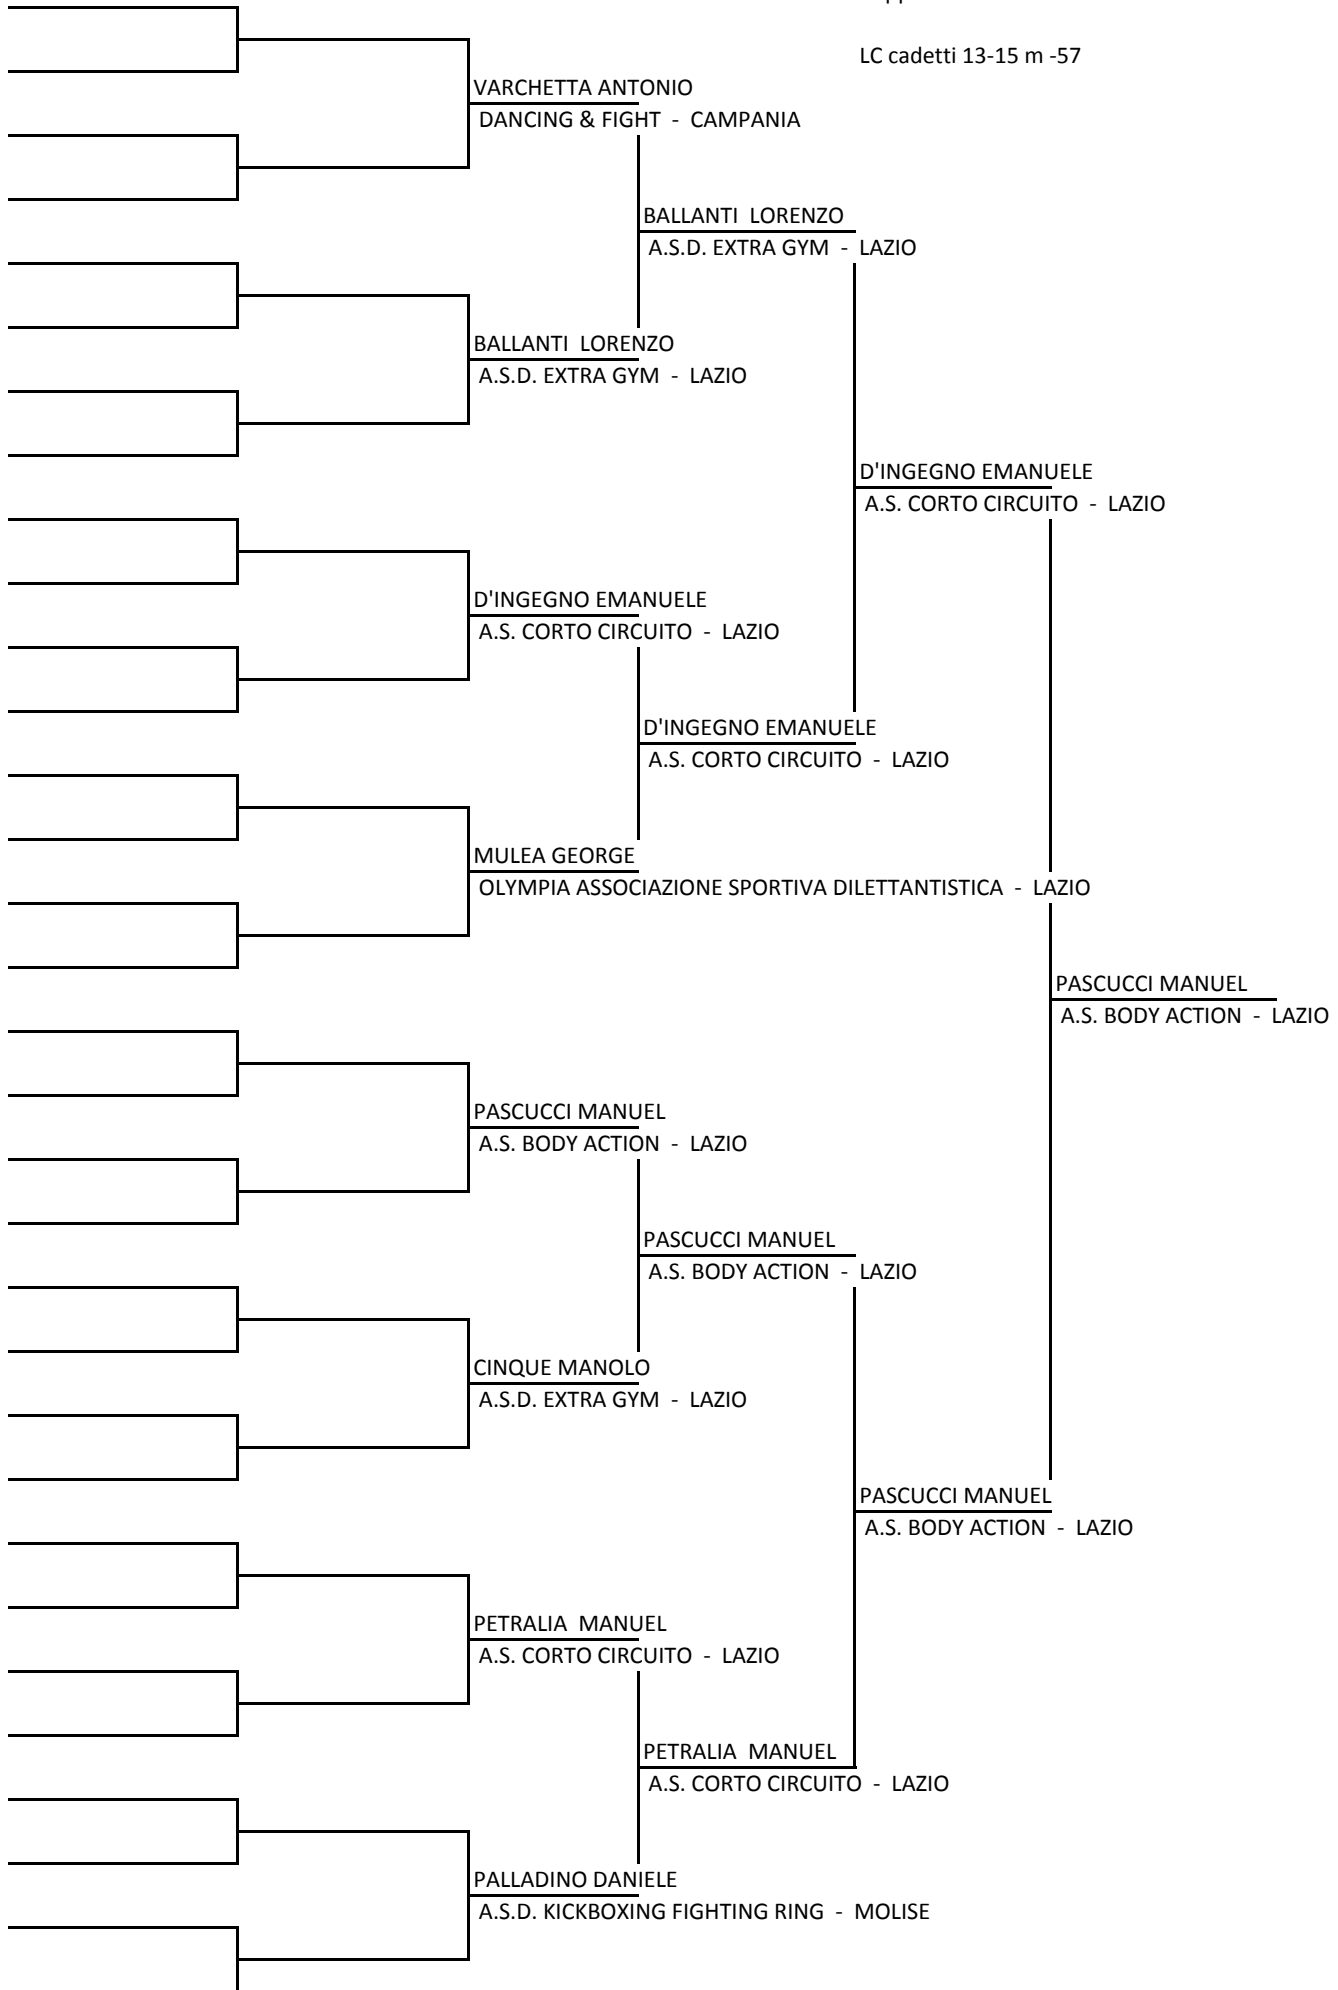 LC cadetti 13-15 m -57
VARCHETTA ANTONIO
DANCING & FIGHT - CAMPANIA
BALLANTI LORENZO
A.S.D. EXTRA GYM - LAZIO
BALLANTI LORENZO
A.S.D. EXTRA GYM - LAZIO
D'INGEGNO EMANUELE
A.S. CORTO CIRCUITO - LAZIO
D'INGEGNO EMANUELE
A.S. CORTO CIRCUITO - LAZIO
D'INGEGNO EMANUELE
A.S. CORTO CIRCUITO - LAZIO
MULEA GEORGE
OLYMPIA ASSOCIAZIONE SPORTIVA DILETTANTISTICA - LAZIO
PASCUCCI MANUEL
A.S. BODY ACTION - LAZIO
PASCUCCI MANUEL
A.S. BODY ACTION - LAZIO
PASCUCCI MANUEL
A.S. BODY ACTION - LAZIO
CINQUE MANOLO
A.S.D. EXTRA GYM - LAZIO
PASCUCCI MANUEL
A.S. BODY ACTION - LAZIO
PETRALIA MANUEL
A.S. CORTO CIRCUITO - LAZIO
PETRALIA MANUEL
A.S. CORTO CIRCUITO - LAZIO
PALLADINO DANIELE
A.S.D. KICKBOXING FIGHTING RING - MOLISE